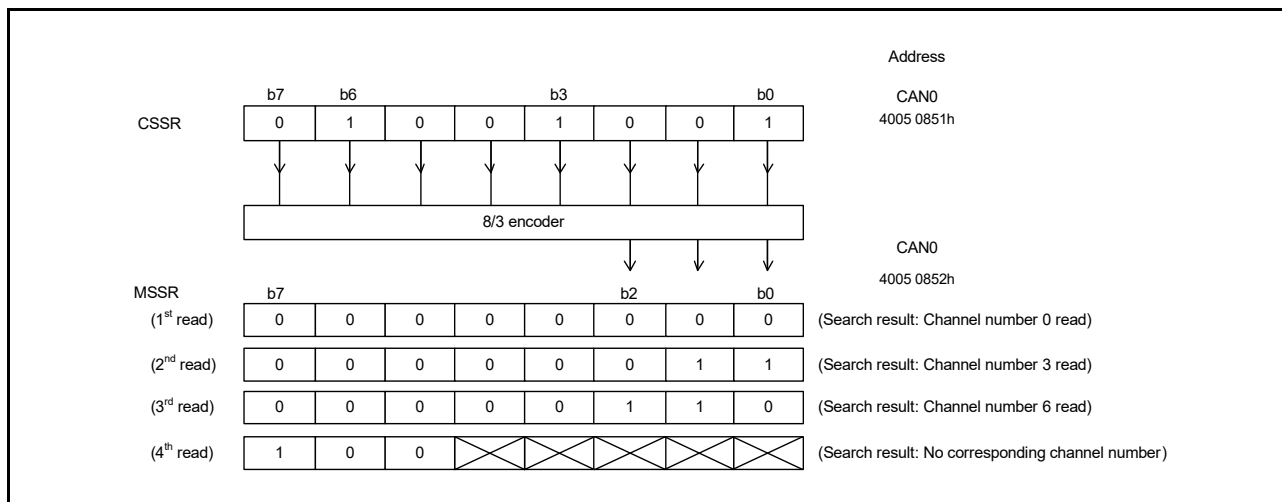 Address
b7 b6 b3 b0 CAN0
CSSR 0 1 0 0 1 0 0 1 4005 0851h
8/3 encoder
CAN0
4005 0852h
MSSR b7 b2 b0
(1st read) 0 0 0 0 0 0 0 0 (Search result: Channel number 0 read)
(2nd read) 0 0 0 0 0 0 1 1 (Search result: Channel number 3 read)
(3rd read) 0 0 0 0 0 1 1 0 (Search result: Channel number 6 read)
(4th read) 1 0 0 (Search result: No corresponding channel number)